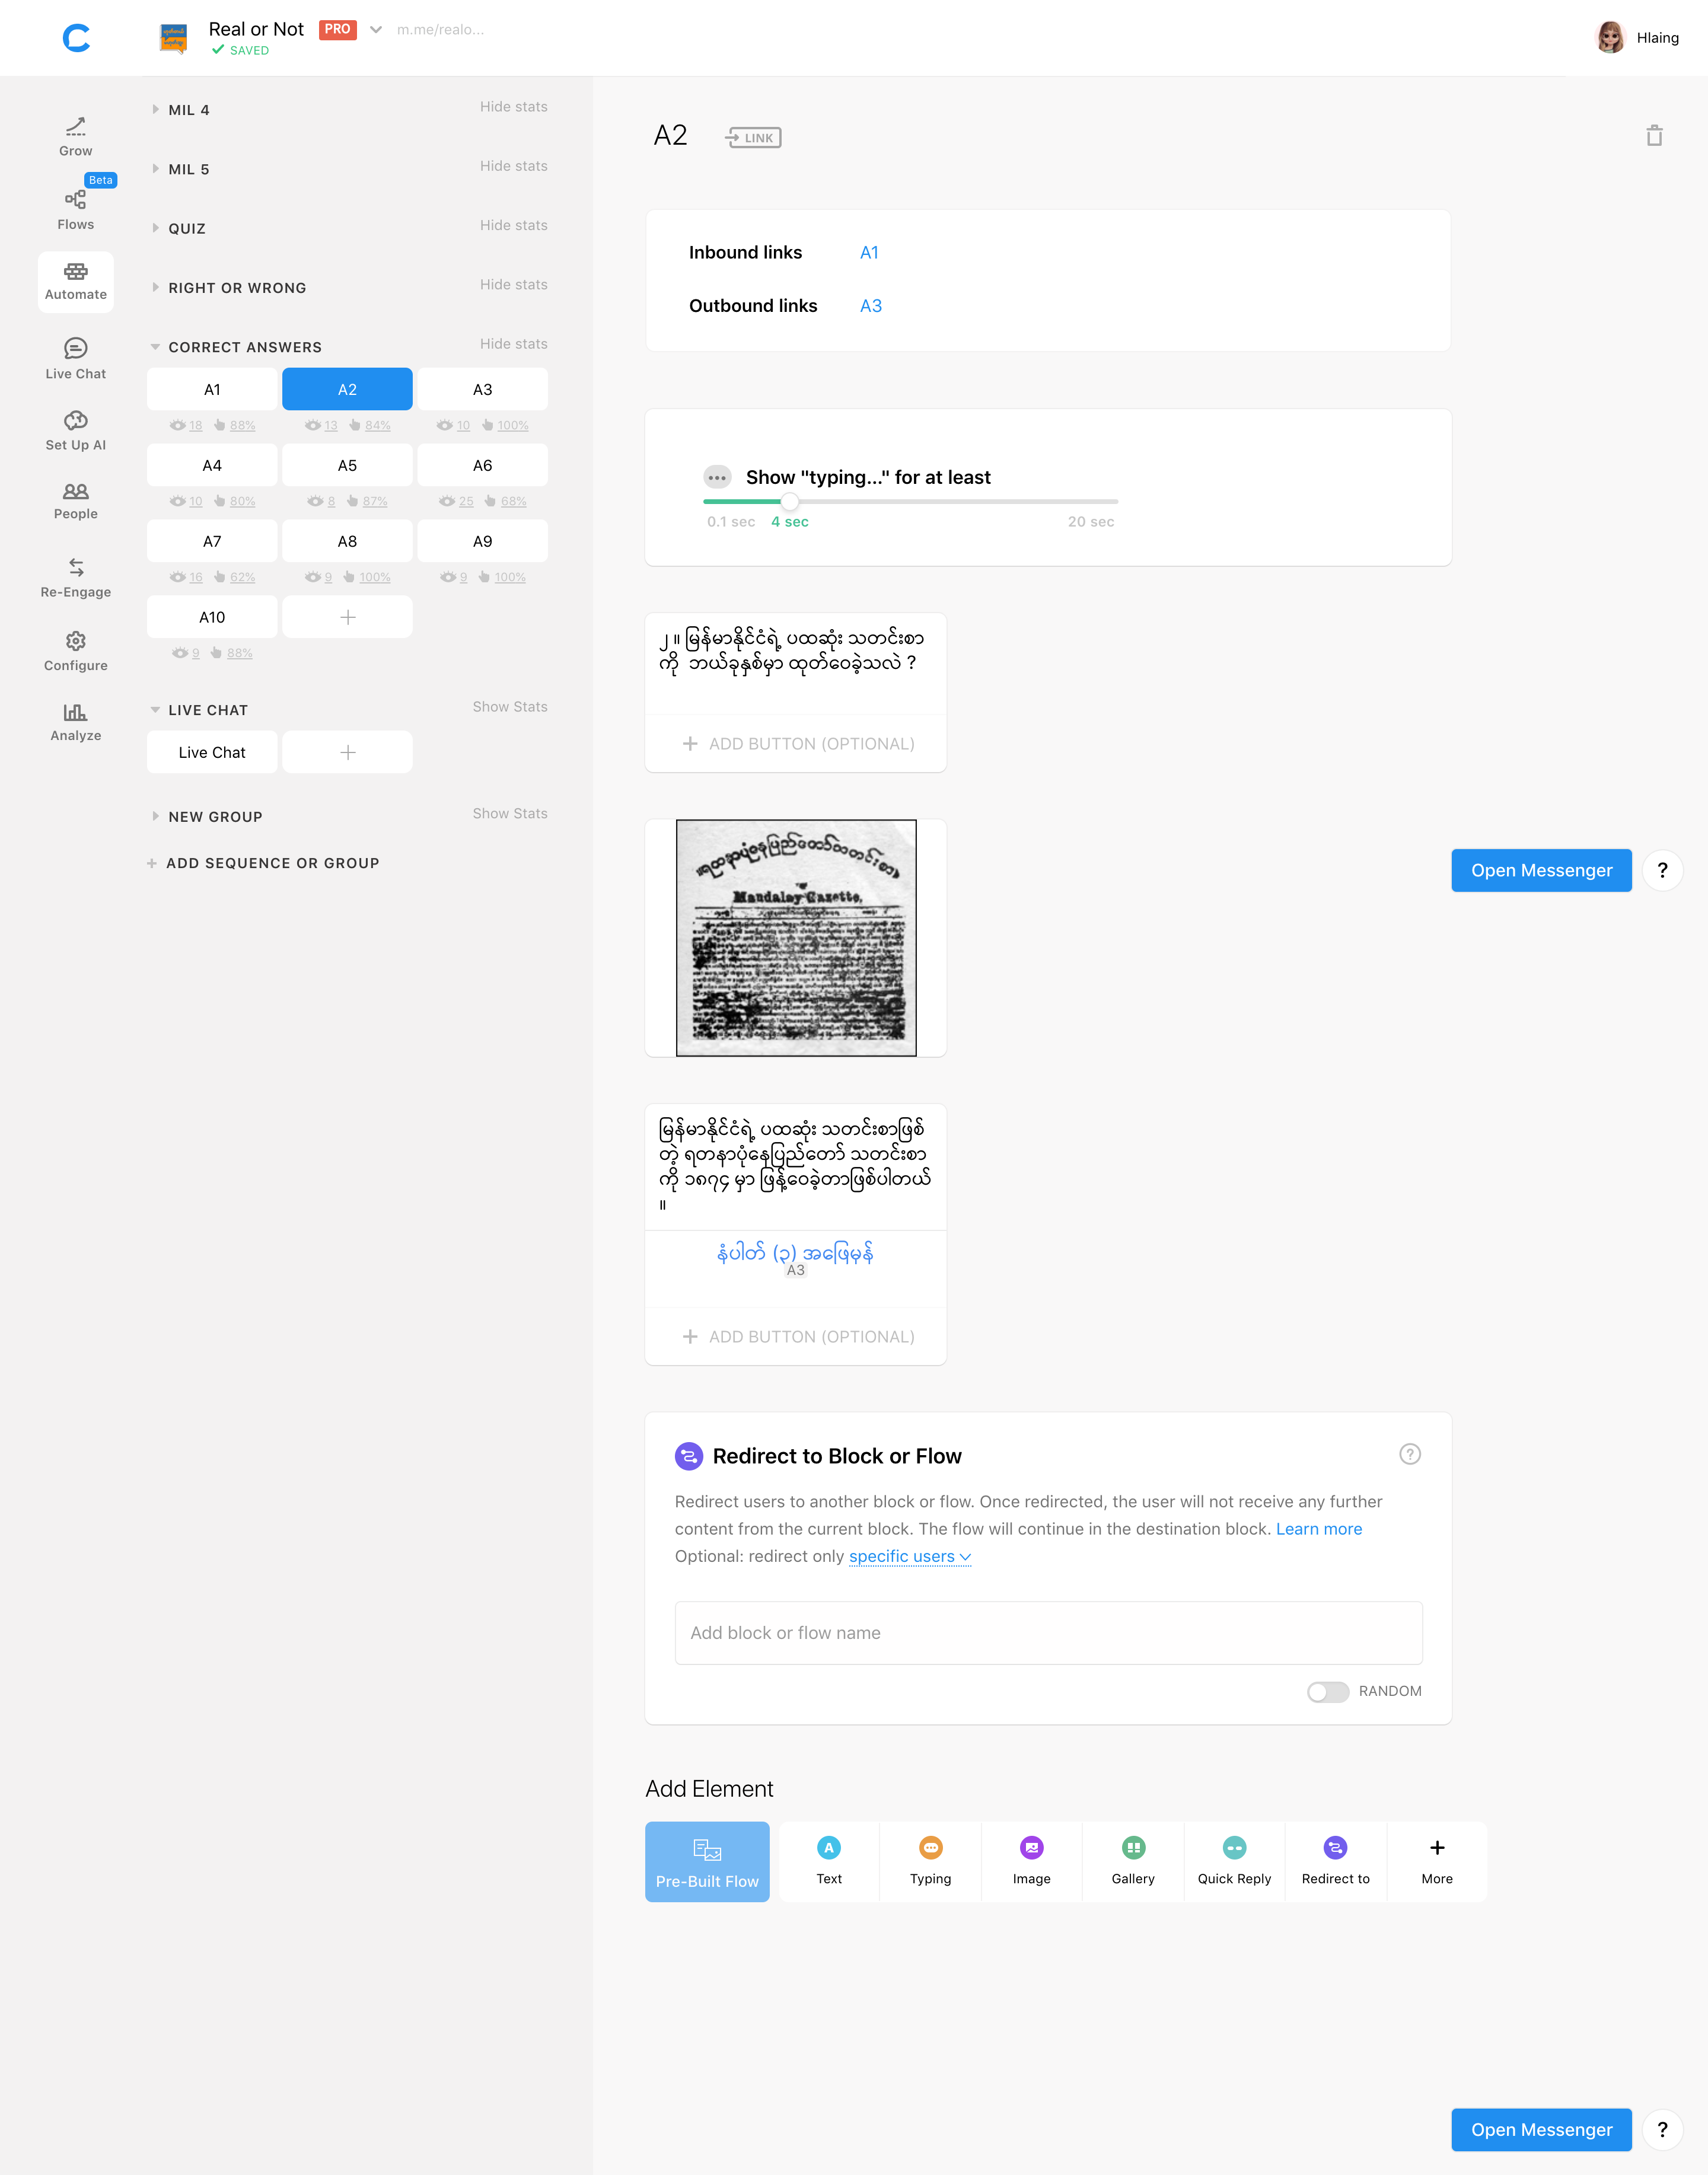 Real or Not PRO m.me/realo...
SAVED
Hlaing
Grow
Beta
Flows
Automate
Live Chat
Set Up AI
People
Re-Engage
Configure
Analyze
MIL 4 Hide stats
MIL 5 Hide stats
QUIZ Hide stats
RIGHT OR WRONG Hide stats
CORRECT ANSWERS Hide stats
A1 A2 A3
18 88% 13 84% 10 100%
A4 A5 A6
10 80% 8 87% 25 68%
A7 A8 A9
16 62% 9 100% 9 100%
A10
9 88%
LIVE CHAT Show Stats
Live Chat
NEW GROUP Show Stats
ADD SEQUENCE OR GROUP
A2 LINK
Inbound links A1
Outbound links A3
Show "typing..." for at least
0.1 sec 4 sec 20 sec
၂။ မြန်မာနိုင်ငံရဲ့ ပထဆုံး သတင်းစာ
ကို ဘယ်ခုနှစ်မှာ ထုတ်ဝေခဲ့သလဲ ?
ADD BUTTON (OPTIONAL)
ရတနာပုံနေပြည်တော်သတင်းစာ
Mandalay Gazette,
Open Messenger ?
မြန်မာနိုင်ငံရဲ့ ပထဆုံး သတင်းစာဖြစ်
တဲ့ ရတနာပုံနေပြည်တော် သတင်းစာ
ကို ၁၈၇၄ မှာ ဖြန့်ဝေခဲ့တာဖြစ်ပါတယ်
။
နံပါတ် (၃) အဖြေမှန်
A3
ADD BUTTON (OPTIONAL)
Redirect to Block or Flow ?
Redirect users to another block or flow. Once redirected, the user will not receive any further
content from the current block. The flow will continue in the destination block. Learn more
Optional: redirect only specific users
Add block or flow name
RANDOM
Add Element
Pre-Built Flow
Text
Typing
Image
Gallery
Quick Reply
Redirect to
More
Open Messenger ?